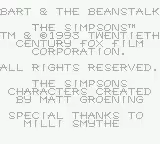 BART & THE BEANSTALK
THE SIMPSONS™
TM & ©1993 TWENTIETH
CENTURY FOX FILM
CORPORATION.
ALL RIGHTS RESERVED.
THE SIMPSONS
CHARACTERS CREATED
BY MATT GROENING
SPECIAL THANKS TO
MILLI SMYTHE